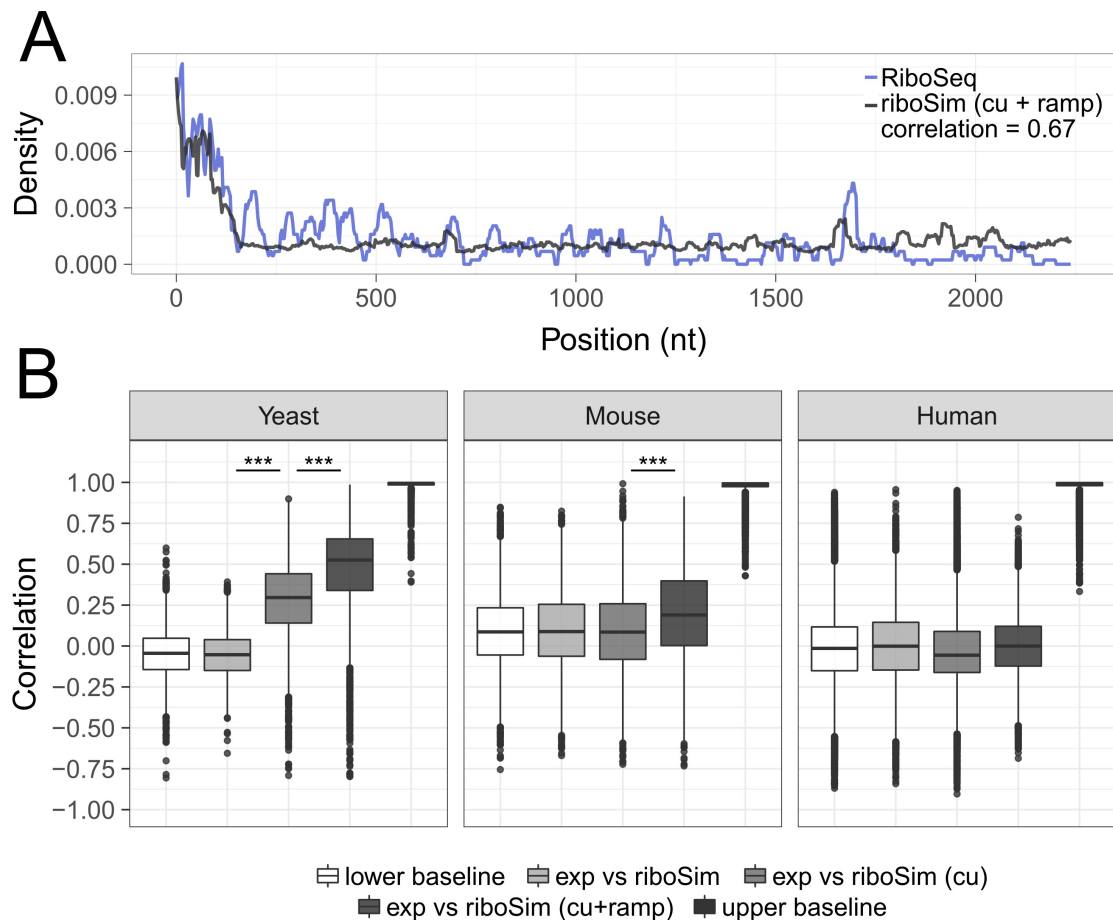 A
Density
0.009
0.006
0.003
0.000
RiboSeq
riboSim (cu + ramp)
correlation = 0.67
0 500 1000 1500 2000
Position (nt)
B
Yeast Mouse Human
*** *** ***
Correlation
1.00
0.75
0.50
0.25
0.00
−0.25
−0.50
−0.75
−1.00
lower baseline exp vs riboSim exp vs riboSim (cu)
exp vs riboSim (cu+ramp) upper baseline